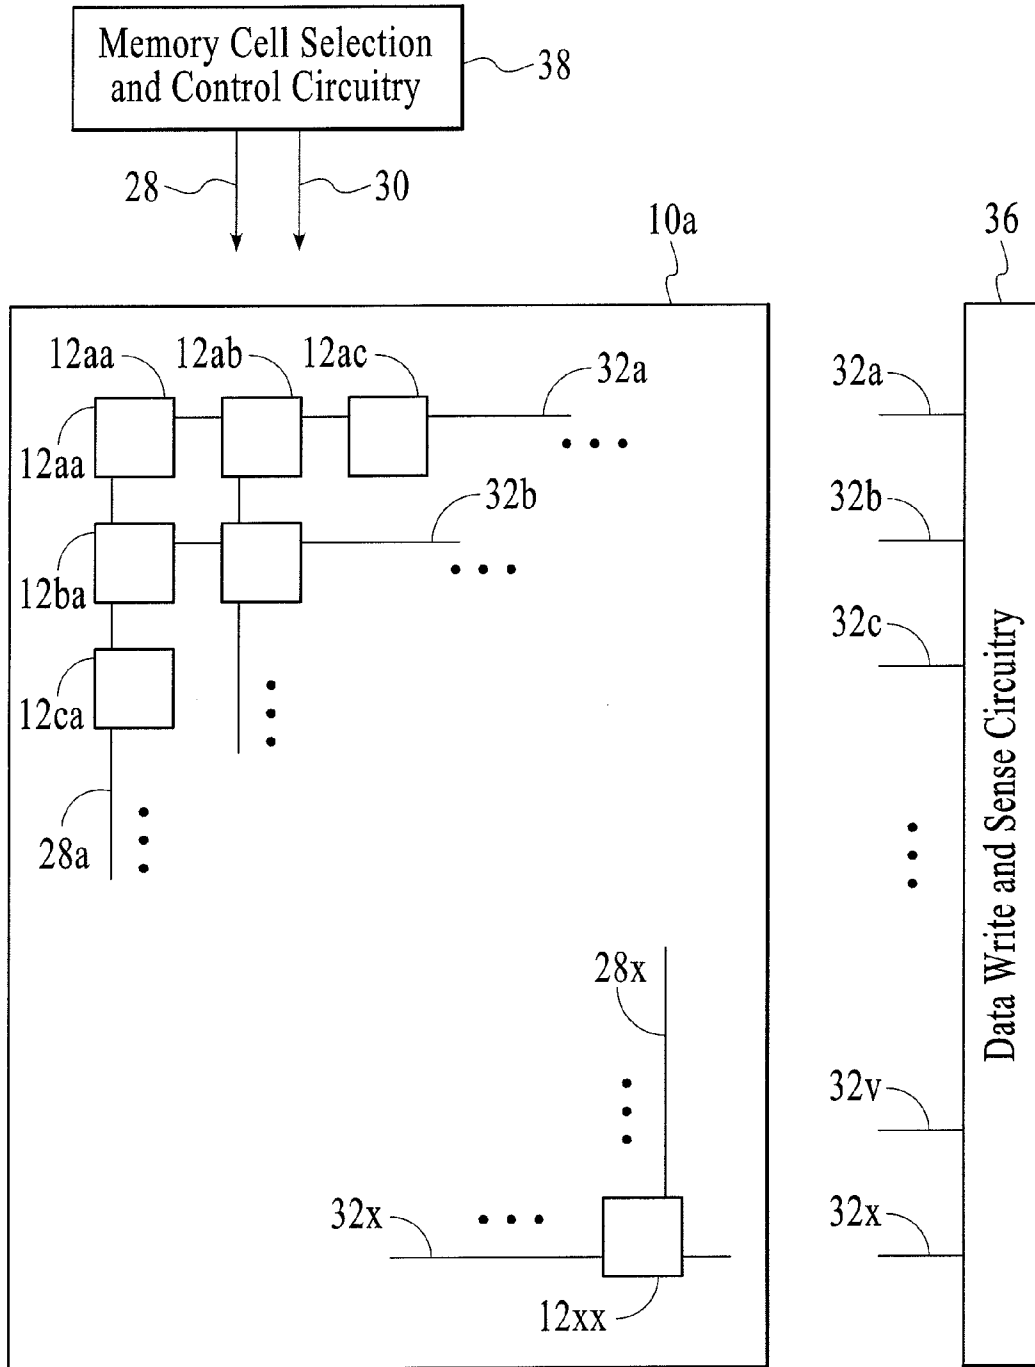 Memory Cell Selection
and Control Circuitry
38
28
30
10a
36
12aa
12ab
12ac
32a
32a
12aa
32b
32b
12ba
32c
12ca
28a
Data Write and Sense Circuitry
28x
32v
32x
32x
12xx